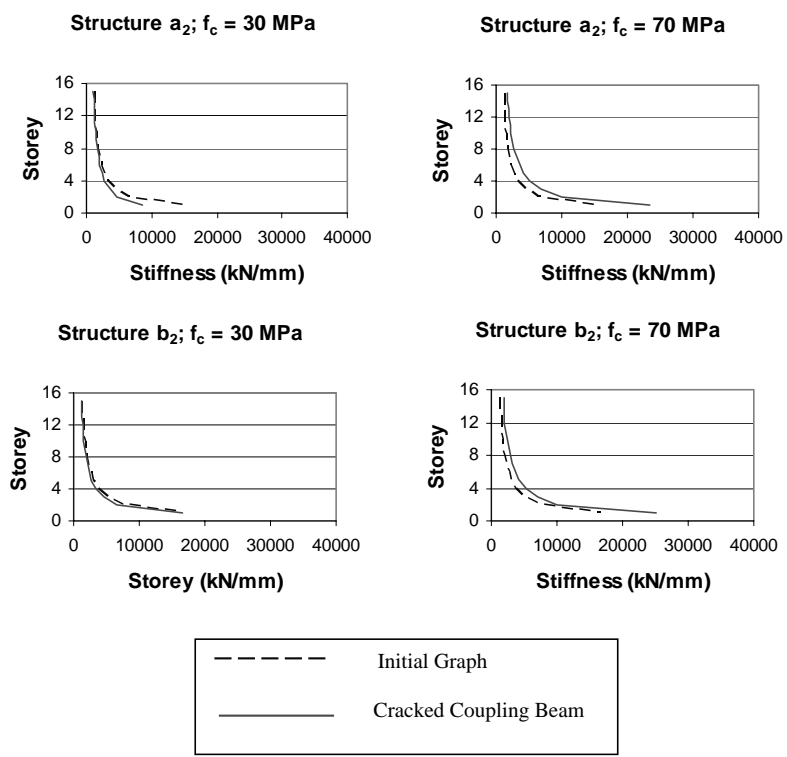 Structure a₂; f_c = 30 MPa
Storey
16
12
8
4
0
0 10000 20000 30000 40000
Stiffness (kN/mm)
Structure a₂; f_c = 70 MPa
Storey
16
12
8
4
0
0 10000 20000 30000 40000
Stiffness (kN/mm)
Structure b₂; f_c = 30 MPa
Storey
16
12
8
4
0
0 10000 20000 30000 40000
Storey (kN/mm)
Structure b₂; f_c = 70 MPa
Storey
16
12
8
4
0
0 10000 20000 30000 40000
Stiffness (kN/mm)
Initial Graph
Cracked Coupling Beam